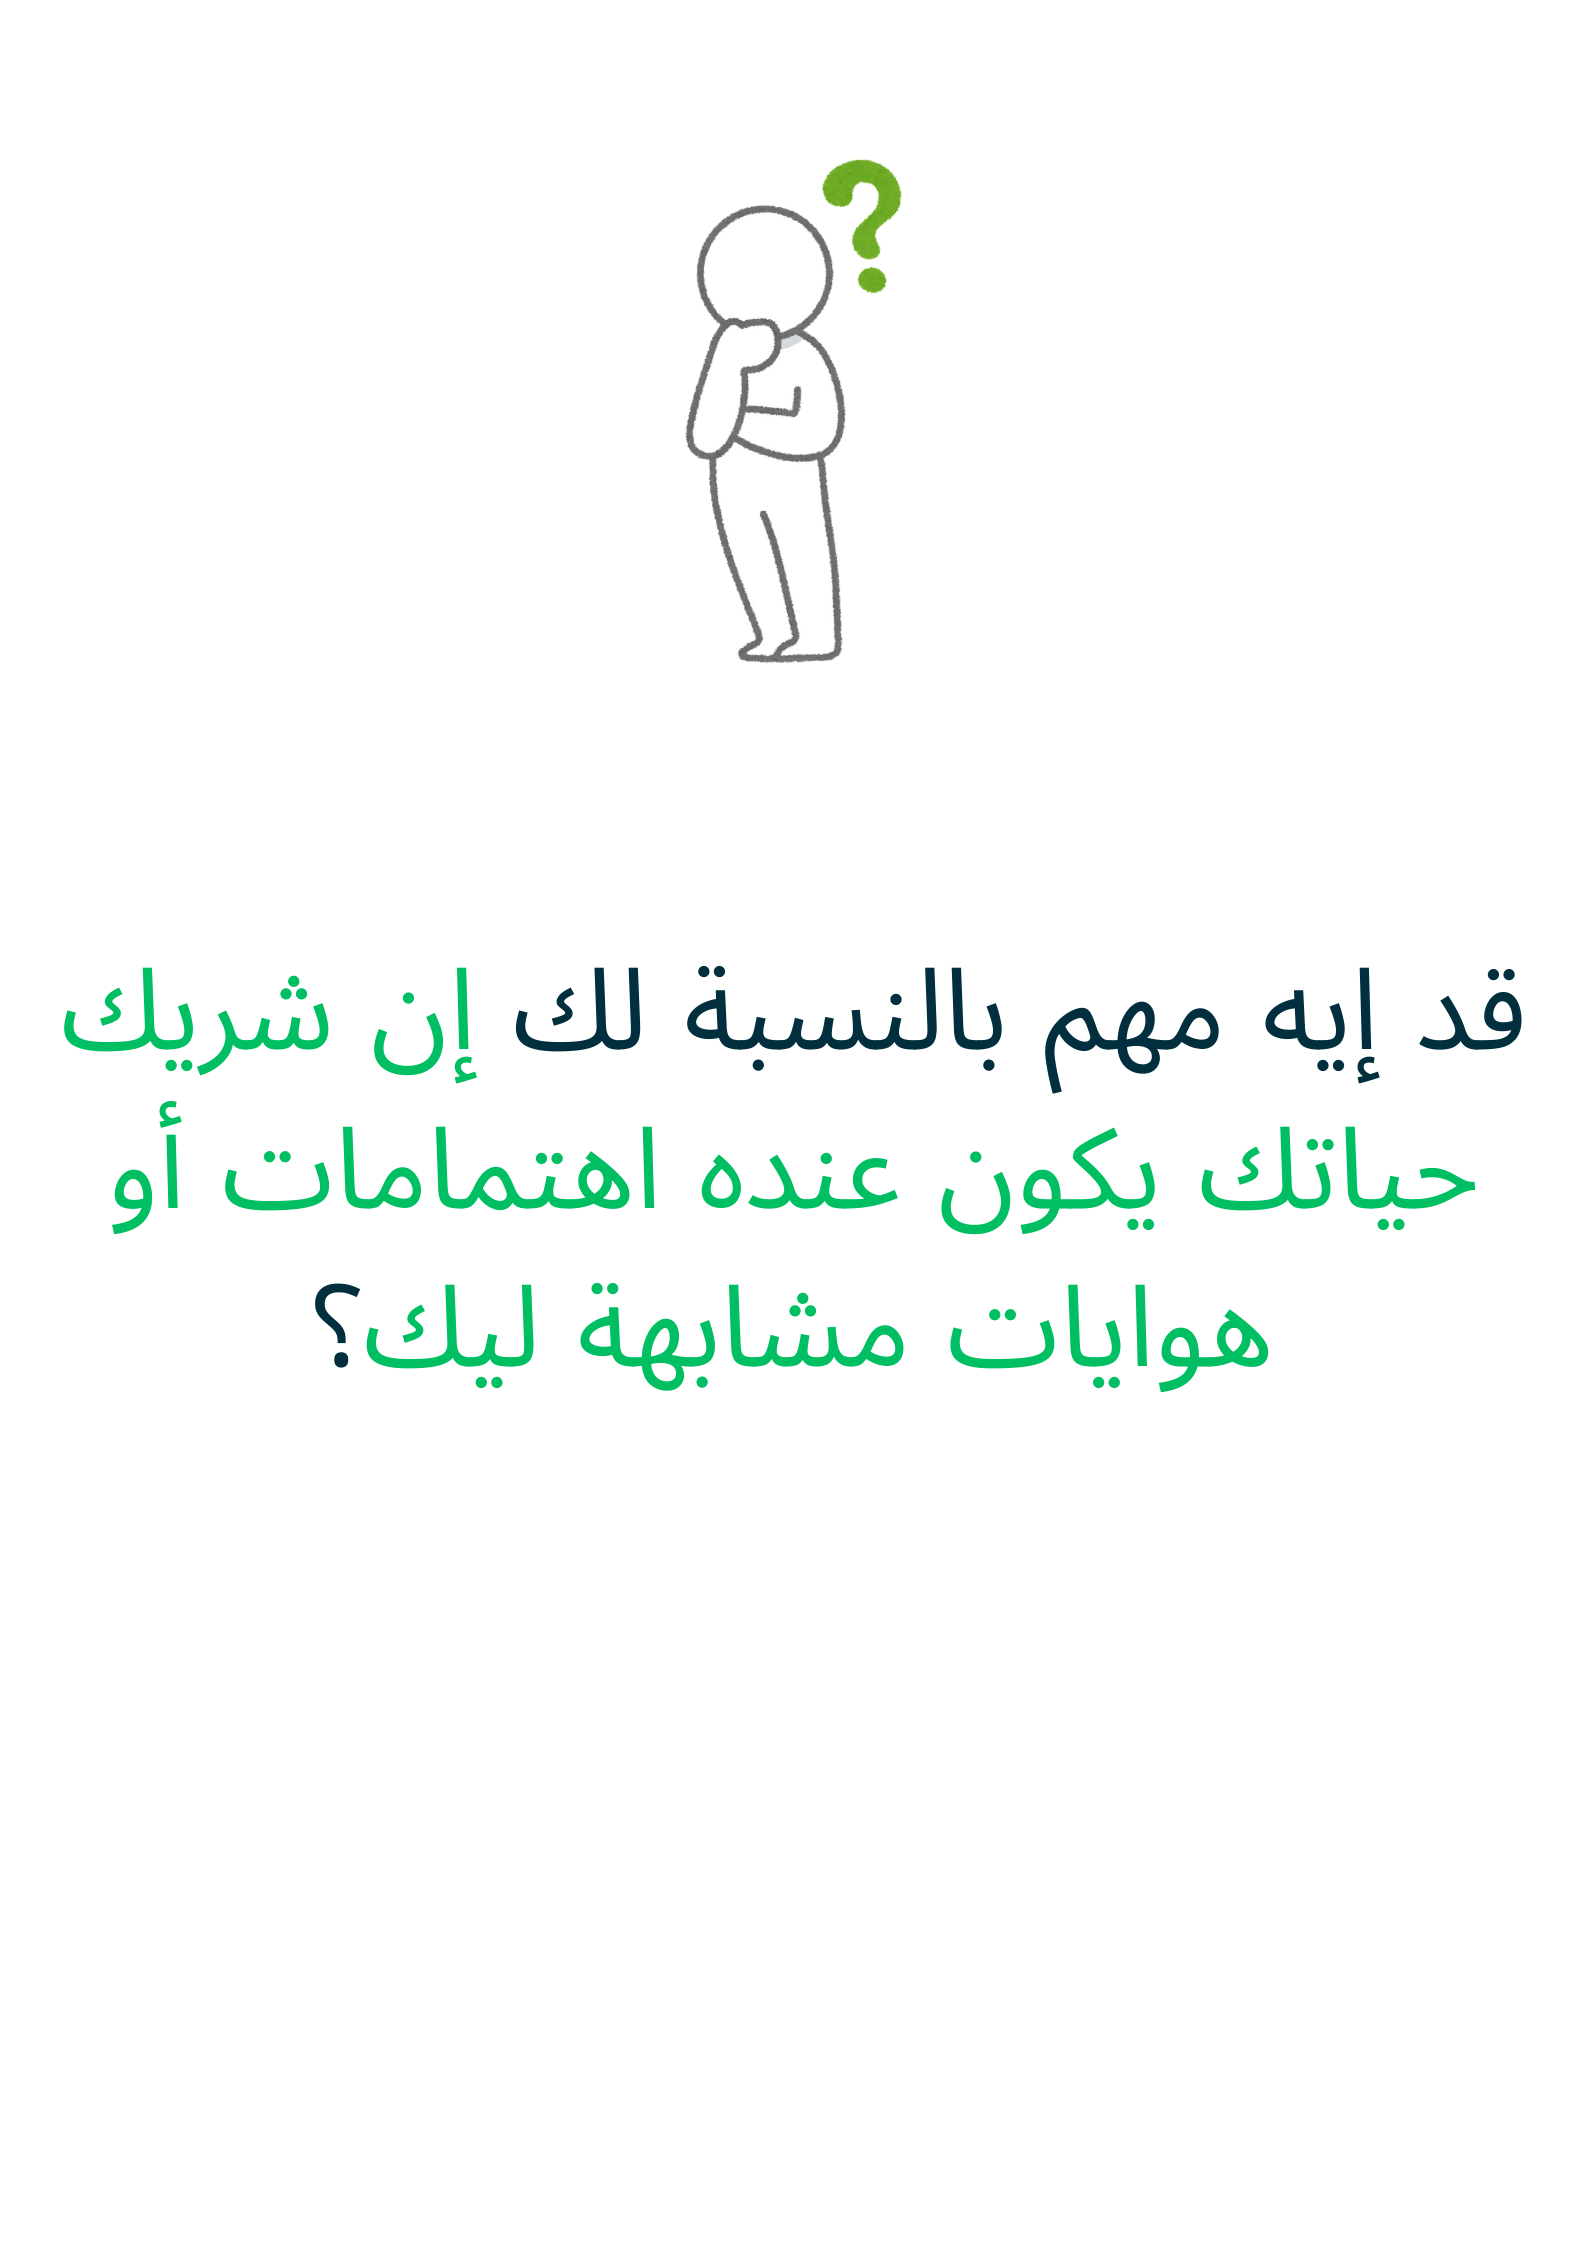 قد إيه مهم بالنسبة لك إن شريك
حياتك يكون عنده اهتمامات أو
هوايات مشابهة ليك؟